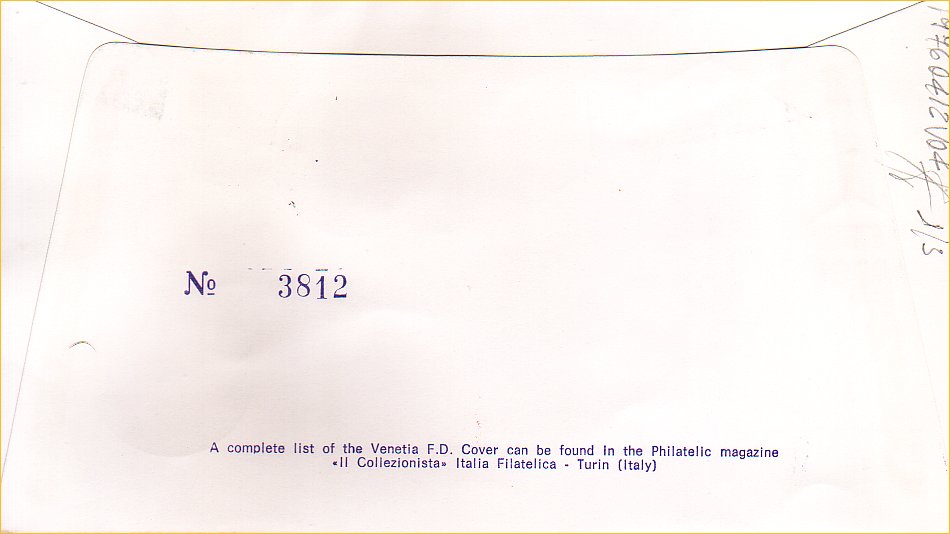 Nº 3812
A complete list of the Venetia F.D. Cover can be found in the Philatelic magazine
«Il Collezionista» Italia Filatelica - Turin (Italy)